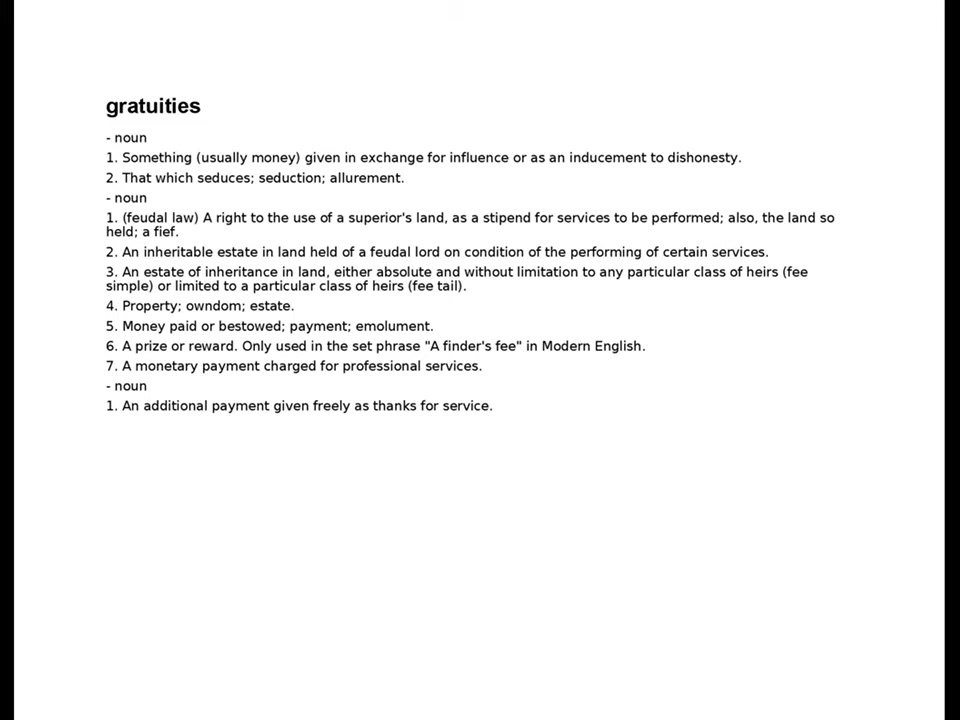 gratuities
- noun
1. Something (usually money) given in exchange for influence or as an inducement to dishonesty.
2. That which seduces; seduction; allurement.
- noun
1. (feudal law) A right to the use of a superior's land, as a stipend for services to be performed; also, the land so
held; a fief.
2. An inheritable estate in land held of a feudal lord on condition of the performing of certain services.
3. An estate of inheritance in land, either absolute and without limitation to any particular class of heirs (fee
simple) or limited to a particular class of heirs (fee tail).
4. Property; owndom; estate.
5. Money paid or bestowed; payment; emolument.
6. A prize or reward. Only used in the set phrase "A finder's fee" in Modern English.
7. A monetary payment charged for professional services.
- noun
1. An additional payment given freely as thanks for service.